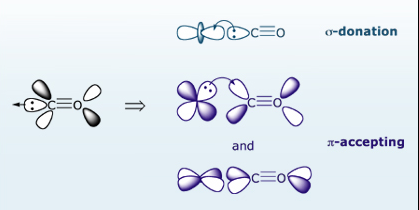 C≡O σ-donation
C≡O ⇒ C≡O
and π-accepting
C≡O